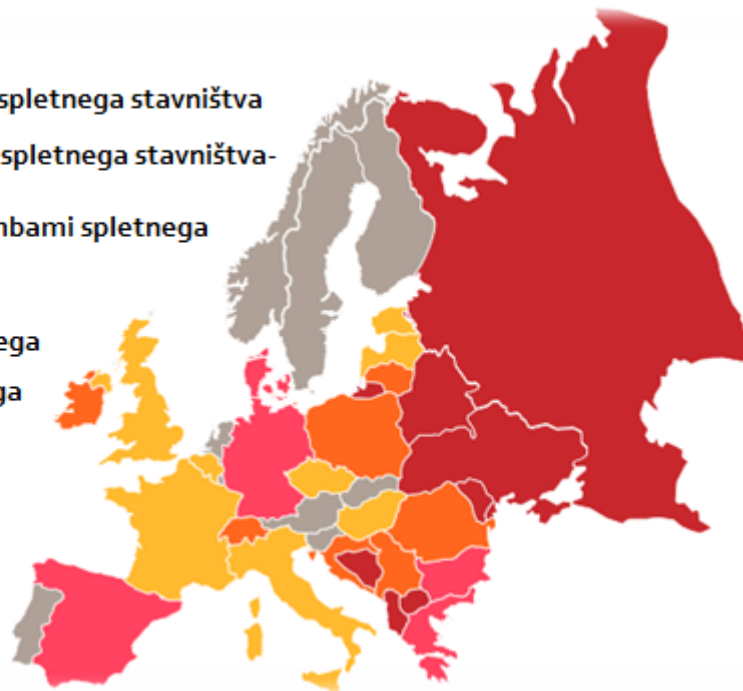 spletnega stavništva
spletnega stavništva-
nbami spletnega
ega
ga